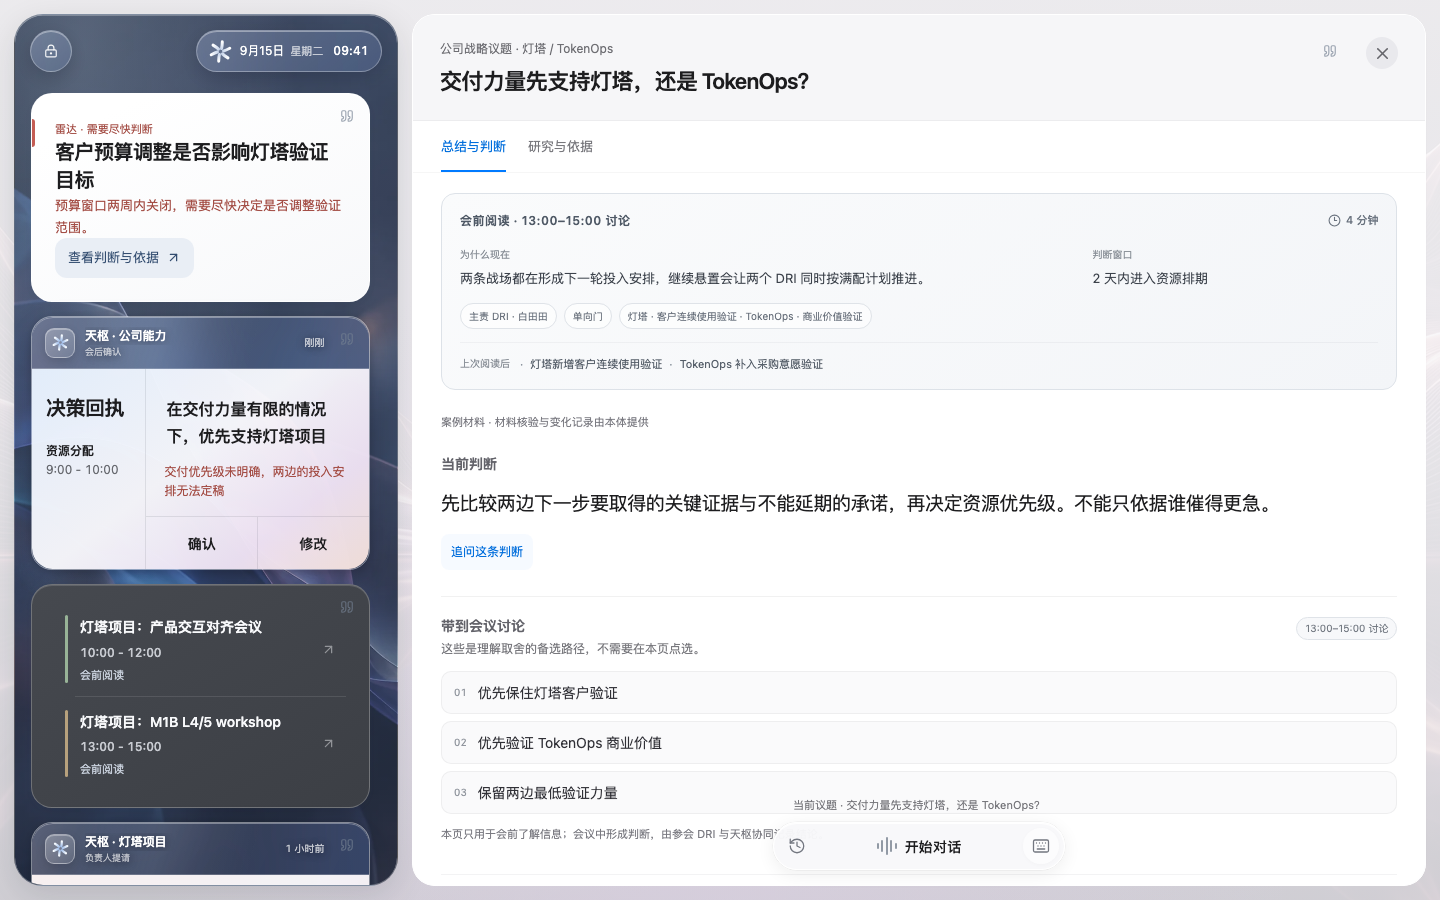 9月15日 星期二 09:41
雷达 · 需要尽快判断
客户预算调整是否影响灯塔验证
目标
预算窗口两周内关闭，需要尽快决定是否调整验证
范围。
查看判断与依据
天枢 · 公司能力
会后确认
刚刚
决策回执
资源分配
9:00 - 10:00
在交付力量有限的情况
下，优先支持灯塔项目
交付优先级未明确，两边的投入安
排无法定稿
确认
修改
灯塔项目：产品交互对齐会议
10:00 - 12:00
会前阅读
灯塔项目：M1B L4/5 workshop
13:00 - 15:00
会前阅读
天枢 · 灯塔项目
负责人提请
1 小时前
公司战略议题 · 灯塔 / TokenOps
交付力量先支持灯塔，还是 TokenOps?
总结与判断
研究与依据
会前阅读 · 13:00–15:00 讨论
4 分钟
为什么现在
两条战场都在形成下一轮投入安排，继续悬置会让两个 DRI 同时按满配计划推进。
判断窗口
2 天内进入资源排期
主责 DRI · 白田田
单向门
灯塔 · 客户连续使用验证 · TokenOps · 商业价值验证
上次阅读后 · 灯塔新增客户连续使用验证 · TokenOps 补入采购意愿验证
案例材料 · 材料核验与变化记录由本体提供
当前判断
先比较两边下一步要取得的关键证据与不能延期的承诺，再决定资源优先级。不能只依据谁催得更急。
追问这条判断
带到会议讨论
这些是理解取舍的备选路径，不需要在本页点选。
13:00–15:00 讨论
01 优先保住灯塔客户验证
02 优先验证 TokenOps 商业价值
03 保留两边最低验证力量
当前议题 · 交付力量先支持灯塔，还是 TokenOps?
本页只用于会前了解信息；会议中形成判断，由参会 DRI 与天枢协同
开始对话